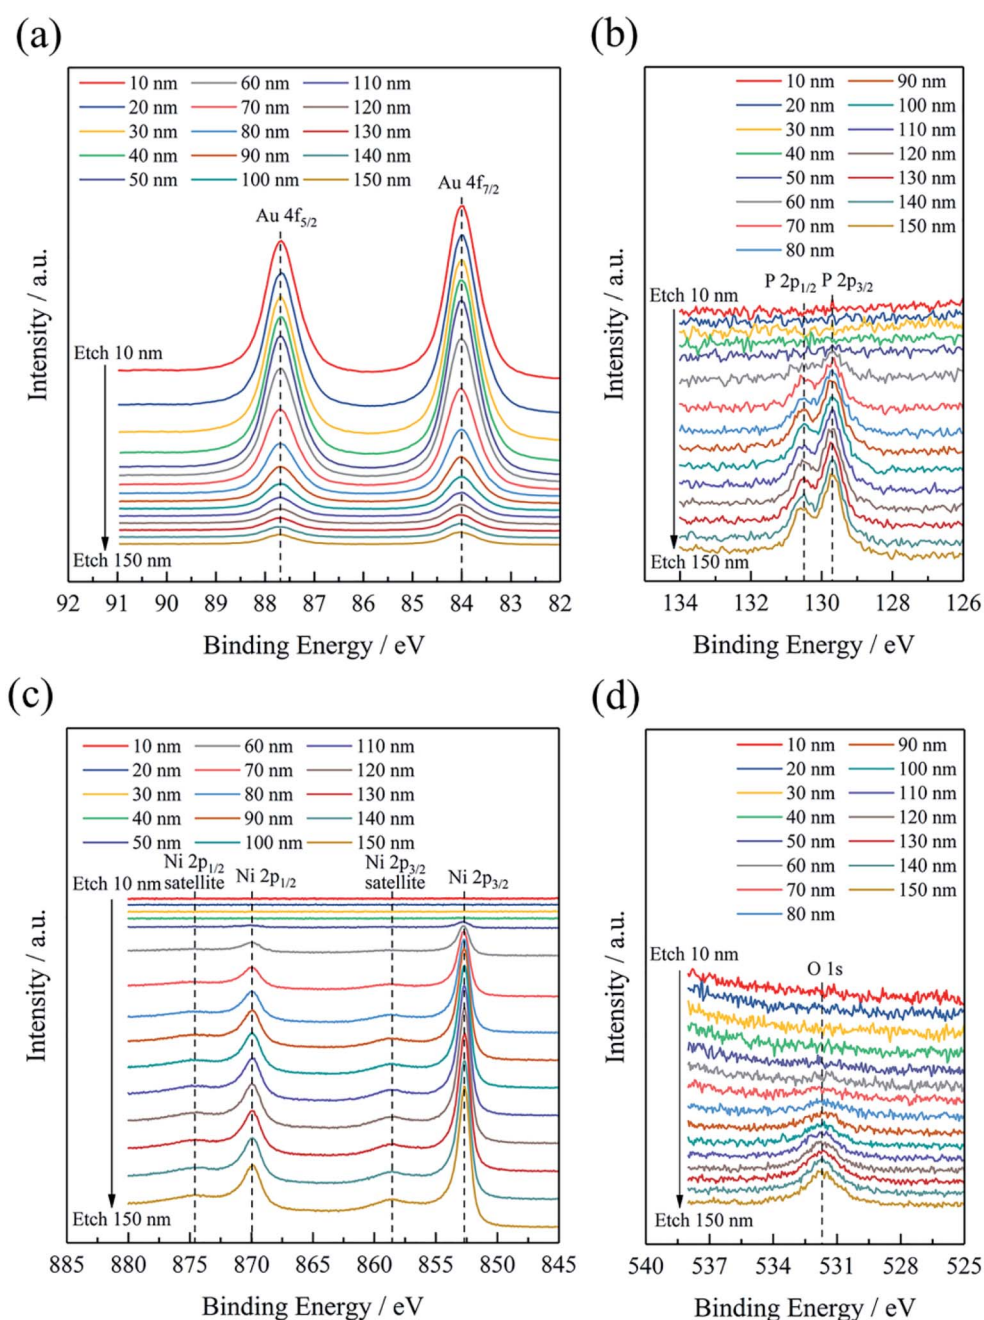 (a)
10 nm 60 nm 110 nm
20 nm 70 nm 120 nm
30 nm 80 nm 130 nm
40 nm 90 nm 140 nm
50 nm 100 nm 150 nm
Au 4f7/2
Au 4f5/2
Etch 10 nm
Etch 150 nm
Intensity / a.u.
92 91 90 89 88 87 86 85 84 83 82
Binding Energy / eV
(b)
10 nm 90 nm
20 nm 100 nm
30 nm 110 nm
40 nm 120 nm
50 nm 130 nm
60 nm 140 nm
70 nm 150 nm
80 nm
P 2p1/2 P 2p3/2
Etch 10 nm
Etch 150 nm
Intensity / a.u.
134 132 130 128 126
Binding Energy / eV
(c)
10 nm 60 nm 110 nm
20 nm 70 nm 120 nm
30 nm 80 nm 130 nm
40 nm 90 nm 140 nm
50 nm 100 nm 150 nm
Ni 2p1/2
satellite
Ni 2p1/2
Ni 2p3/2
satellite
Ni 2p3/2
Etch 10 nm
Etch 150 nm
Intensity / a.u.
885 880 875 870 865 860 855 850 845
Binding Energy / eV
(d)
10 nm 90 nm
20 nm 100 nm
30 nm 110 nm
40 nm 120 nm
50 nm 130 nm
60 nm 140 nm
70 nm 150 nm
80 nm
Etch 10 nm
O 1s
Etch 150 nm
Intensity / a.u.
540 537 534 531 528 525
Binding Energy / eV